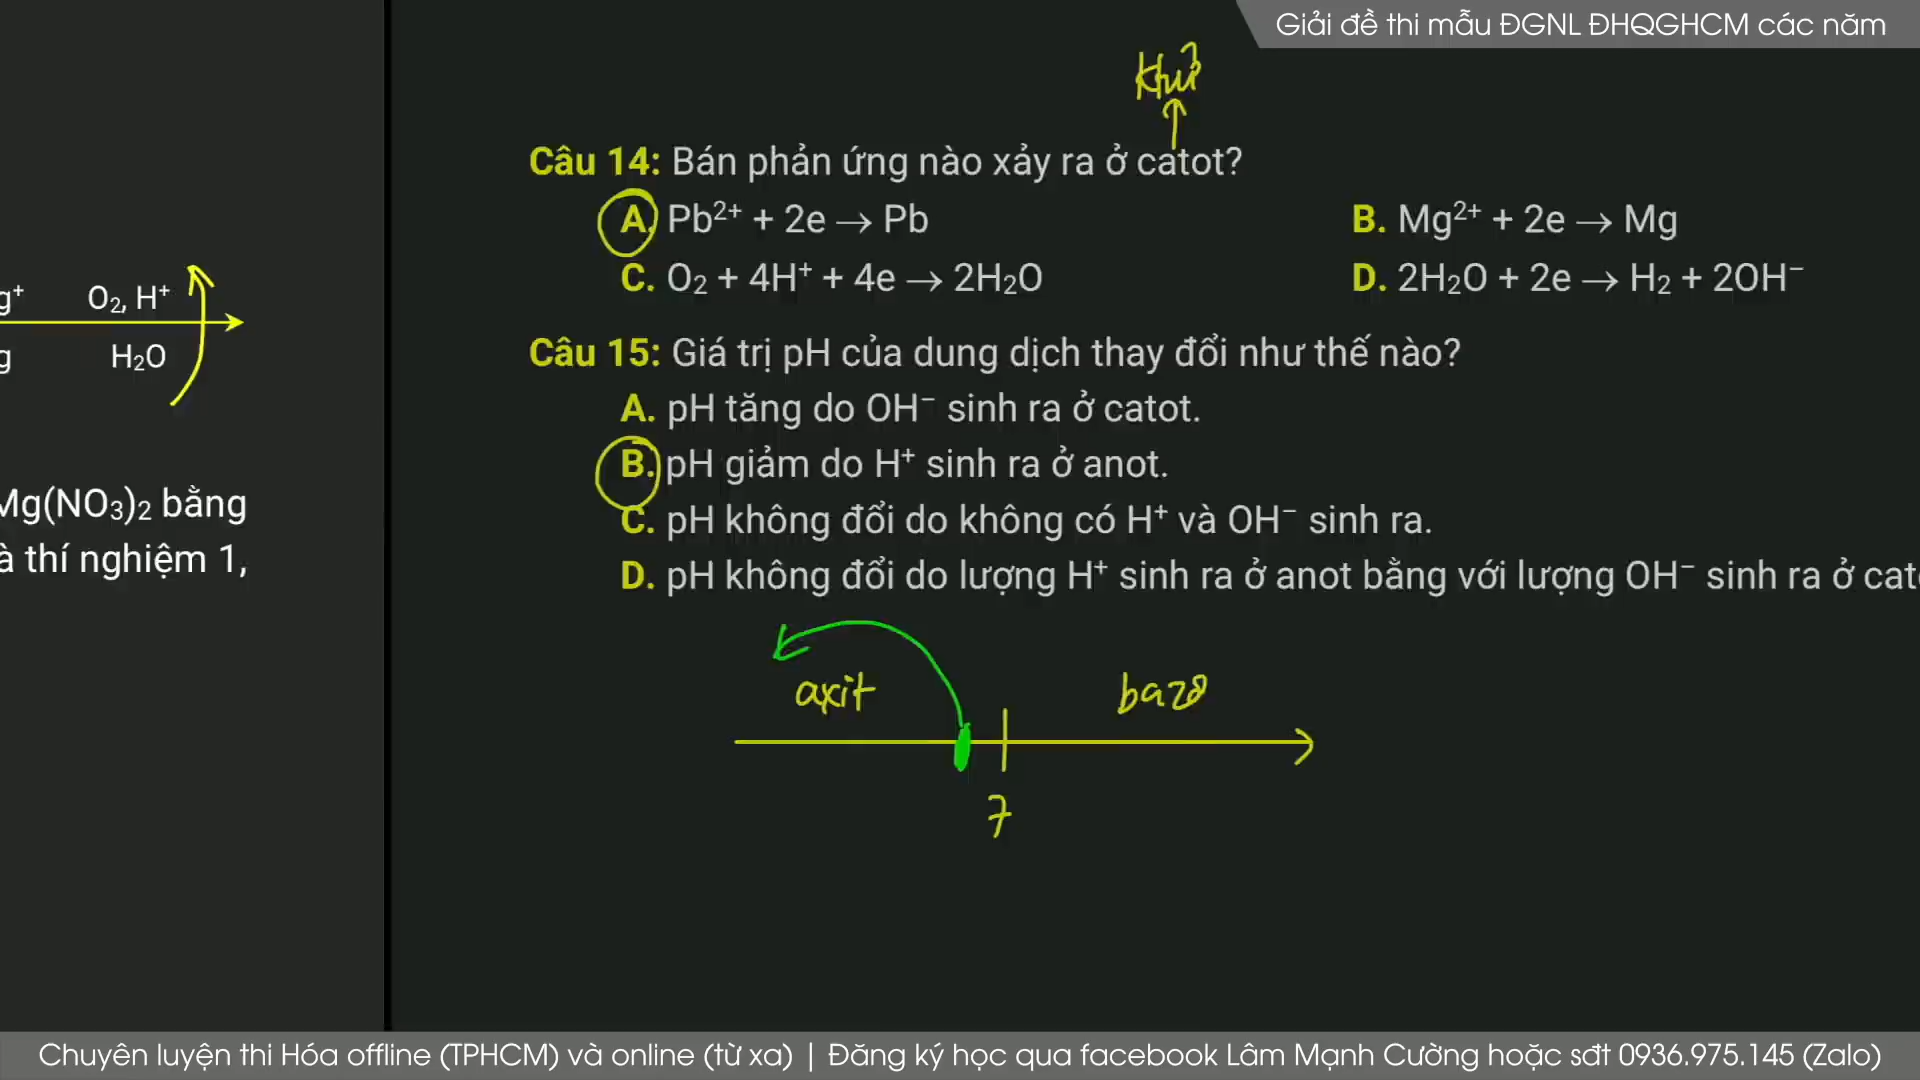 Giải đề thi mẫu ĐGNL ĐHQGHCM các năm
g⁺ O₂, H⁺
g H₂O
Mg(NO₃)₂ bằng
à thí nghiệm 1,
Khử
Câu 14: Bán phản ứng nào xảy ra ở catot?
A. Pb²⁺ + 2e → Pb B. Mg²⁺ + 2e → Mg
C. O₂ + 4H⁺ + 4e → 2H₂O D. 2H₂O + 2e → H₂ + 2OH⁻
Câu 15: Giá trị pH của dung dịch thay đổi như thế nào?
A. pH tăng do OH⁻ sinh ra ở catot.
B. pH giảm do H⁺ sinh ra ở anot.
C. pH không đổi do không có H⁺ và OH⁻ sinh ra.
D. pH không đổi do lượng H⁺ sinh ra ở anot bằng với lượng OH⁻ sinh ra ở cat
axit bazơ
7
Chuyên luyện thi Hóa offline (TPHCM) và online (từ xa) | Đăng ký học qua facebook Lâm Mạnh Cường hoặc sđt 0936.975.145 (Zalo)